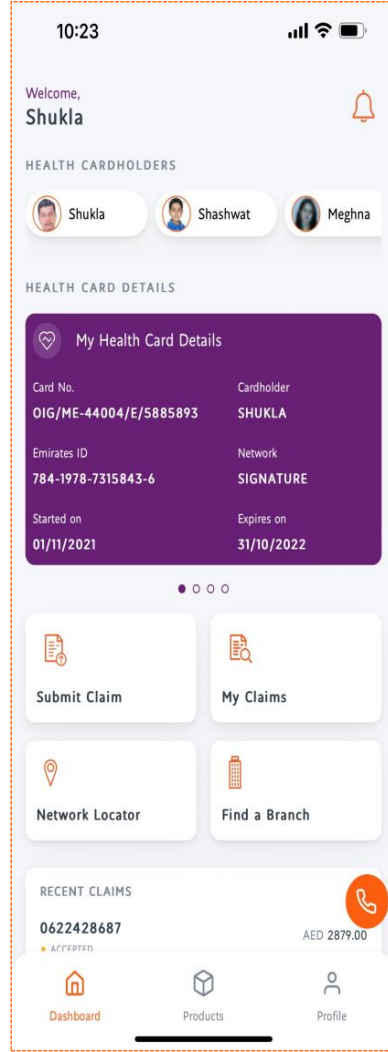 10:23
Welcome,
Shukla
HEALTH CARDHOLDERS
Shukla Shashwat Meghna
HEALTH CARD DETAILS
My Health Card Details
Card No. Cardholder
OIG/ME-44004/E/5885893 SHUKLA
Emirates ID Network
784-1978-7315843-6 SIGNATURE
Started on Expires on
01/11/2021 31/10/2022
Submit Claim My Claims
Network Locator Find a Branch
RECENT CLAIMS
0622428687 AED 2879.00
ACCEPTED
Dashboard Products Profile